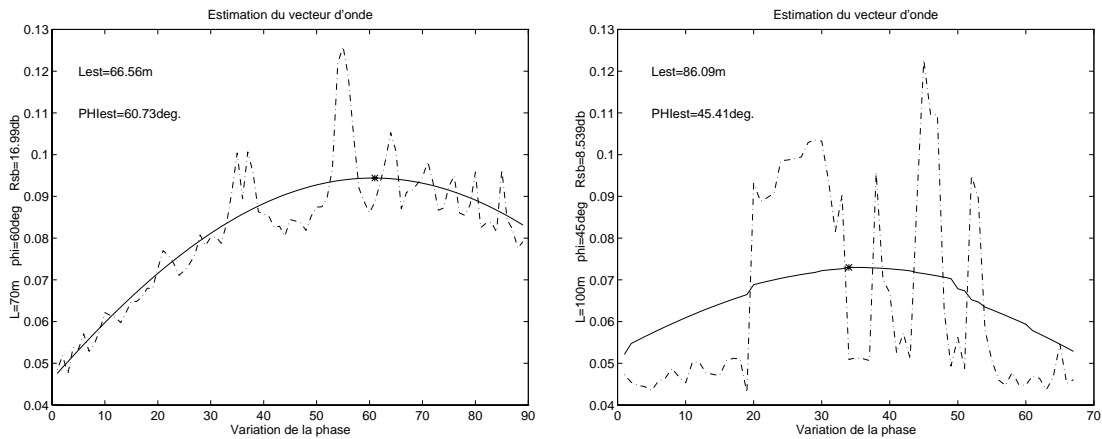 Estimation du vecteur d'onde
0.13
0.12
0.11
0.1
0.09
0.08
0.07
0.06
0.05
0.04
L=70m phi=60deg Rsb=16.99db
Lest=66.56m
PHIest=60.73deg.
0 10 20 30 40 50 60 70 80 90
Variation de la phase
Estimation du vecteur d'onde
0.13
0.12
0.11
0.1
0.09
0.08
0.07
0.06
0.05
0.04
L=100m phi=45deg Rsb=8.539db
Lest=86.09m
PHIest=45.41deg.
0 10 20 30 40 50 60 70
Variation de la phase